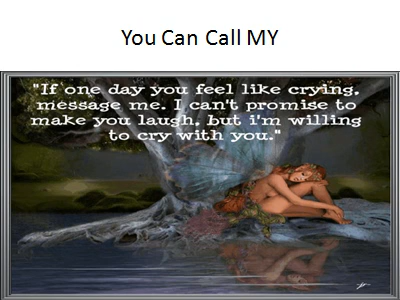 You Can Call MY
"If one day you feel like crying,
message me. I can't promise to
make you laugh, but i'm willing
to cry with you."